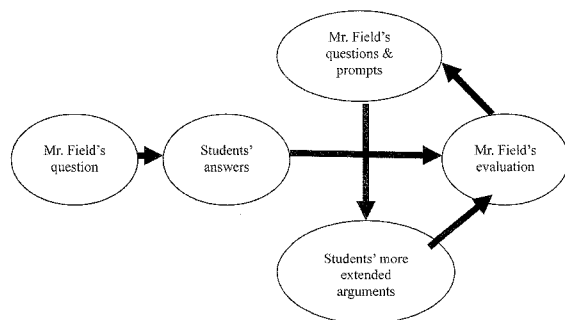 Mr. Field's
questions &
prompts
Mr. Field's
question
Students'
answers
Mr. Field's
evaluation
Students' more
extended
arguments